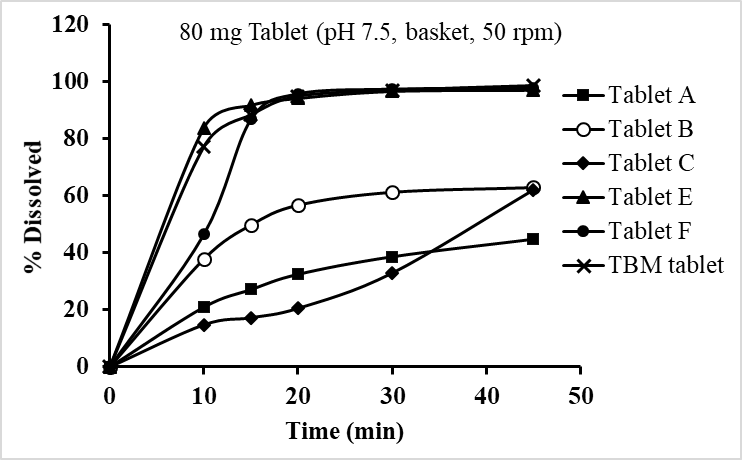 80 mg Tablet (pH 7.5, basket, 50 rpm)
120
100
80
60
40
20
0
% Dissolved
0 10 20 30 40 50
Time (min)
Tablet A
Tablet B
Tablet C
Tablet E
Tablet F
TBM tablet